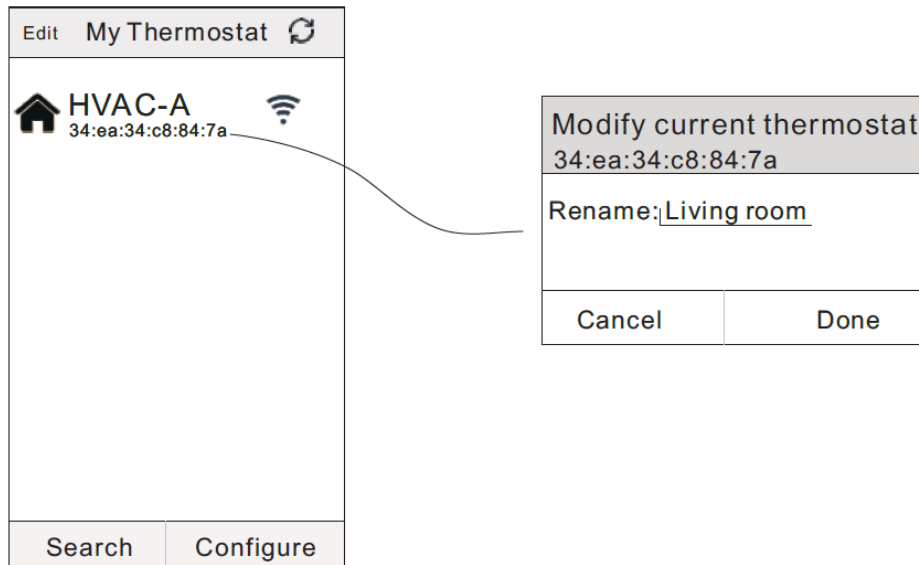 Edit My Thermostat
HVAC-A
34:ea:34:c8:84:7a
Search Configure
Modify current thermostat
34:ea:34:c8:84:7a
Rename: Living room
Cancel Done